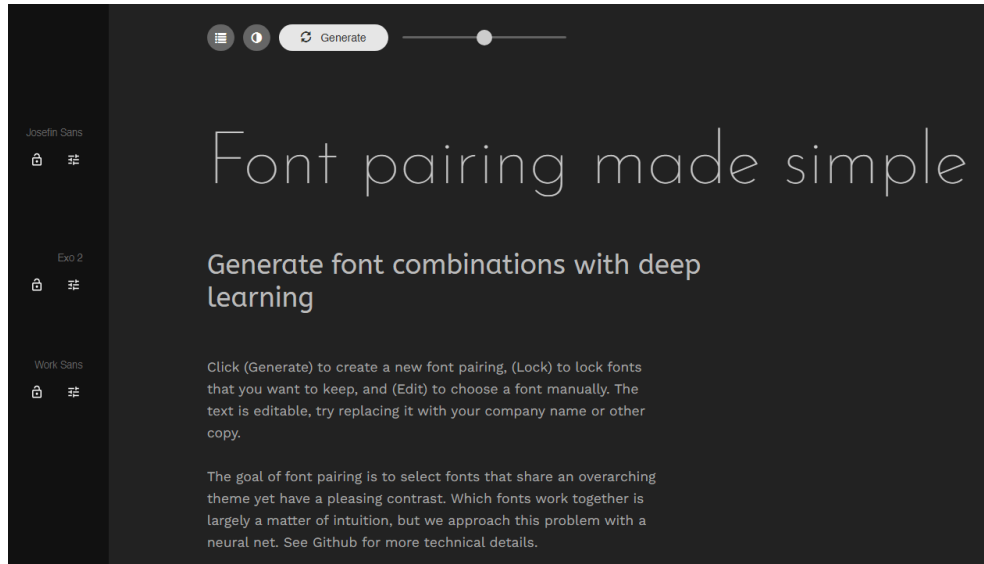 Generate
Josefin Sans
Font pairing made simple
Exo 2
Generate font combinations with deep
learning
Work Sans
Click (Generate) to create a new font pairing, (Lock) to lock fonts
that you want to keep, and (Edit) to choose a font manually. The
text is editable, try replacing it with your company name or other
copy.
The goal of font pairing is to select fonts that share an overarching
theme yet have a pleasing contrast. Which fonts work together is
largely a matter of intuition, but we approach this problem with a
neural net. See Github for more technical details.